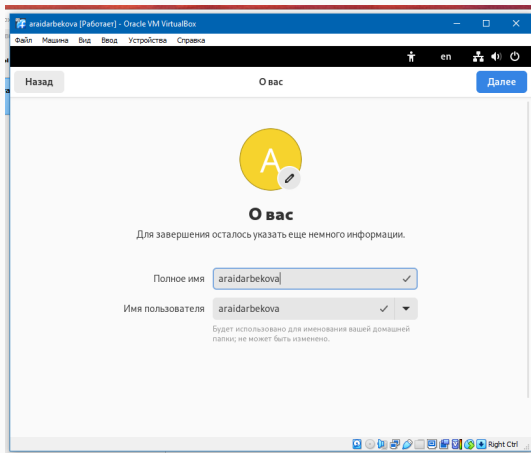 araidarbekova [Работает] - Oracle VM VirtualBox
Файл Машина Вид Ввод Устройства Справка
en
Назад О вас Далее
A
О вас
Для завершения осталось указать еще немного информации.
Полное имя araidarbekova
Имя пользователя araidarbekova
Будет использовано для именования вашей домашней
папки; не может быть изменено.
Right Ctrl